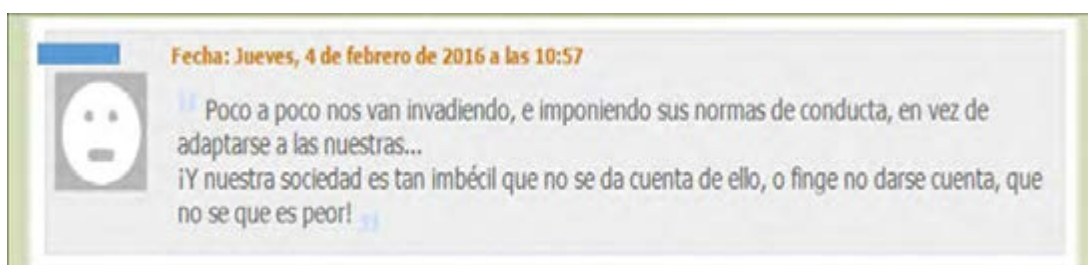 Fecha: Jueves, 4 de febrero de 2016 a las 10:57
Poco a poco nos van invadiendo, e imponiendo sus normas de conducta, en vez de
adaptarse a las nuestras...
¡Y nuestra sociedad es tan imbécil que no se da cuenta de ello, o finge no darse cuenta, que
no se que es peor!